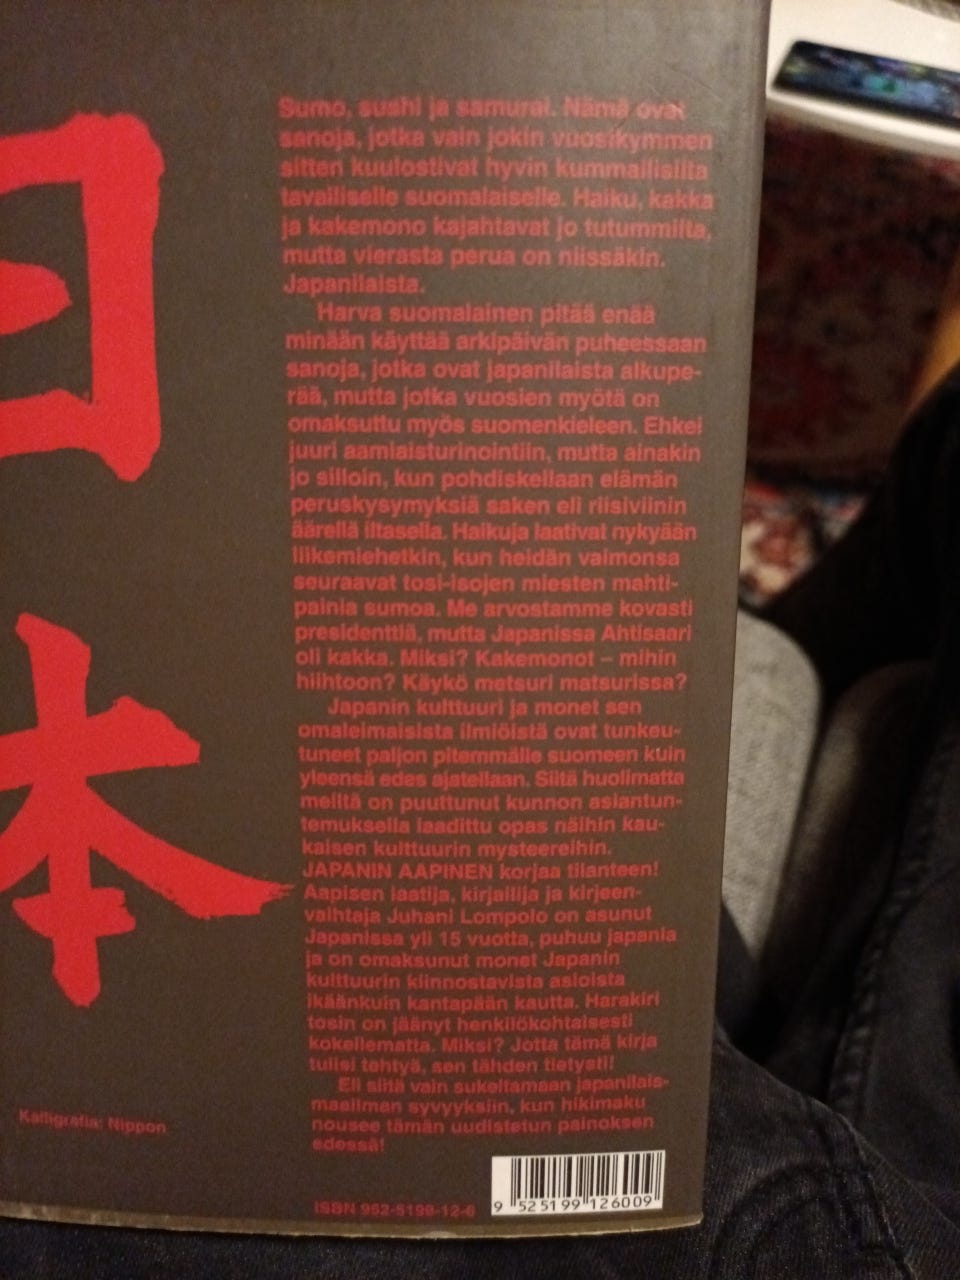 日
本
Sumo, sushi ja samurai. Nämä ovat
sanoja, jotka vain jokin vuosikymmen
sitten kuulostivat hyvin kummallisilta
tavalliselle suomalaiselle. Haiku, kakka
ja kakemono kajahtavat jo tutummilta,
mutta vierasta perua on niissäkin.
Japanilaista.
Harva suomalainen pitää enää
minään käyttää arkipäivän puheessaan
sanoja, jotka ovat japanilaista alkupe-
rää, mutta jotka vuosien myötä on
omaksuttu myös suomenkieleen. Ehkei
juuri aamiaisturinointiin, mutta ainakin
jo silloin, kun pohdiskellaan elämän
peruskysymyksiä saken eli riisiviinin
äärellä iltasella. Haikuja laativat nykyään
liikemiehetkin, kun heidän vaimonsa
seuraavat tosi-isojen miesten mahti-
painia sumoa. Me arvostamme kovasti
presidenttiä, mutta Japanissa Ahtisaari
oli kakka. Miksi? Kakemonot – mihin
hiihtoon? Käykö metsuri matsurissa?
Japanin kulttuuri ja monet sen
omaleimaisista ilmiöistä ovat tunkeu-
tuneet paljon pitemmälle suomeen kuin
yleensä edes ajatellaan. Siitä huolimatta
meiltä on puuttunut kunnon asiantun-
temuksella laadittu opas näihin kau-
kaisen kulttuurin mysteereihin.
JAPANIN AAPINEN korjaa tilanteen!
Aapisen laatija, kirjailija ja kirjeen-
vaihtaja Juhani Lompolo on asunut
Japanissa yli 15 vuotta, puhuu japania
ja on omaksunut monet Japanin
kulttuurin kiinnostavista asioista
ikäänkuin kantapään kautta. Harakiri
tosin on jäänyt henkilökohtaisesti
kokeilematta. Miksi? Jotta tämä kirja
tulisi tehtyä, sen tähden tietysti!
Eli siitä vain sukeltamaan japanilais-
maailman syvyyksiin, kun hikimaku
nousee tämän uudistetun painoksen
edessä!
Kalligrafia: Nippon
ISBN 952-5199-12-6
9 525199 126009